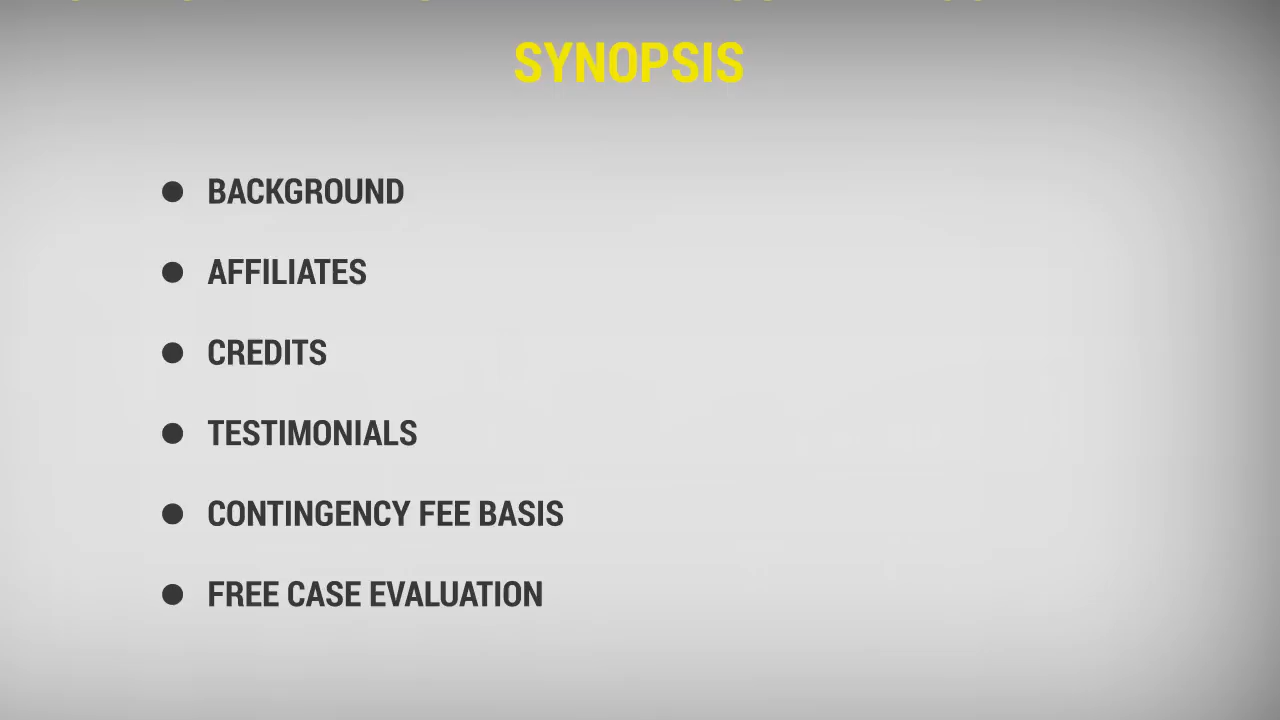 SYNOPSIS
● BACKGROUND
● AFFILIATES
● CREDITS
● TESTIMONIALS
● CONTINGENCY FEE BASIS
● FREE CASE EVALUATION